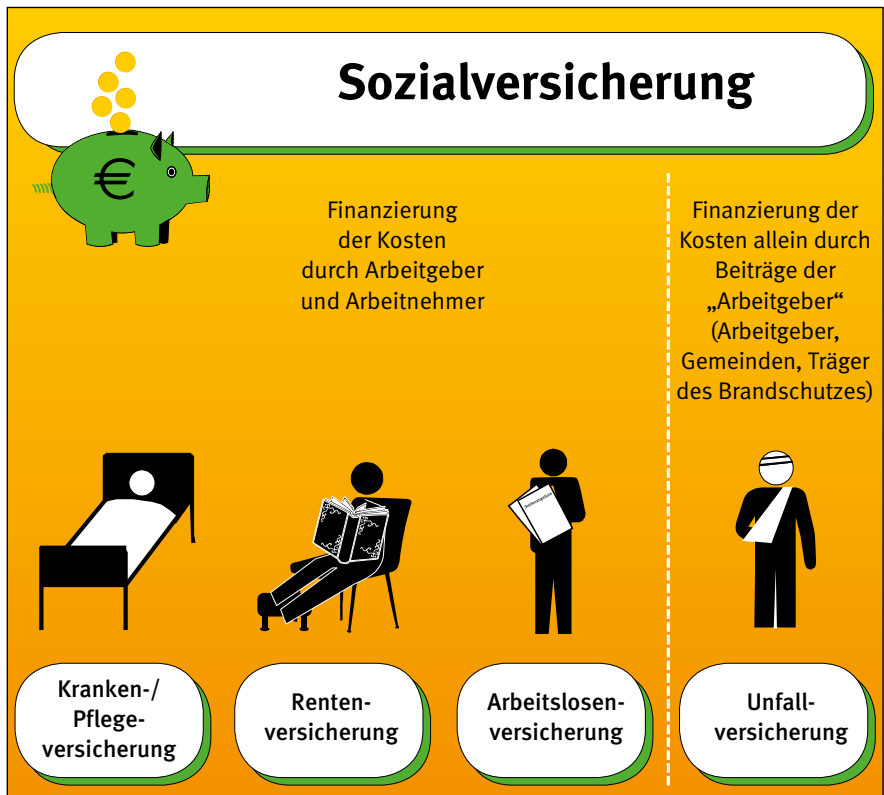 Sozialversicherung
€
Finanzierung
der Kosten
durch Arbeitgeber
und Arbeitnehmer
Finanzierung der
Kosten allein durch
Beiträge der
„Arbeitgeber“
(Arbeitgeber,
Gemeinden, Träger
des Brandschutzes)
Stellenangebote
Kranken-/
Pflege-
versicherung
Renten-
versicherung
Arbeitslosen-
versicherung
Unfall-
versicherung